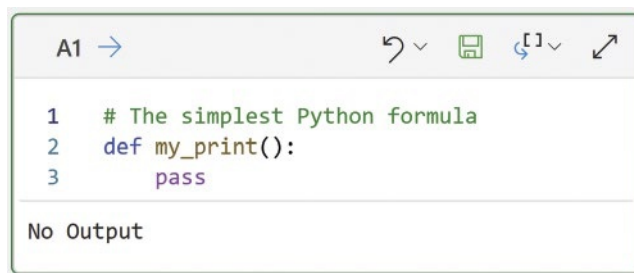 A1
1 # The simplest Python formula
2 def my_print():
3 pass
No Output